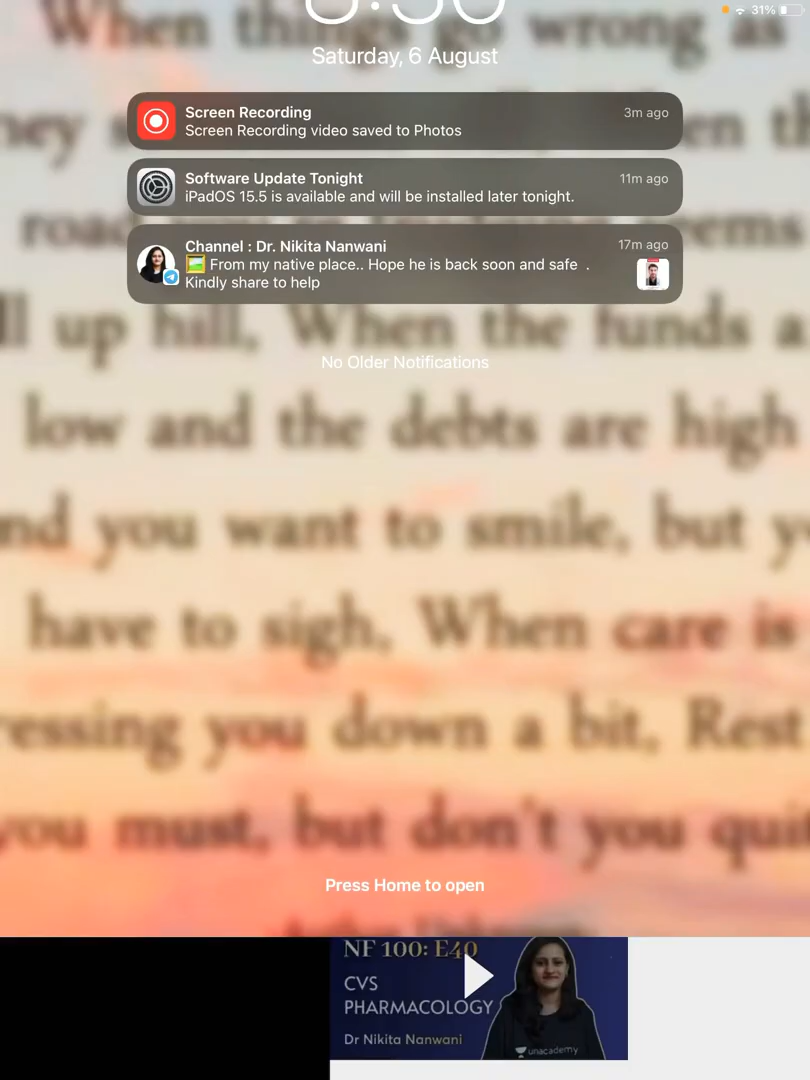 31%
Saturday, 6 August
Screen Recording
3m ago
Screen Recording video saved to Photos
Software Update Tonight
11m ago
iPadOS 15.5 is available and will be installed later tonight.
Channel : Dr. Nikita Nanwani
17m ago
🖼️ From my native place.. Hope he is back soon and safe .
Kindly share to help
No Older Notifications
When things go wrong as
road
ll up hill, When the funds a
low and the debts are high
nd you want to smile, but y
have to sigh, When care is
ressing you down a bit, Rest
you must, but don't you quit
Press Home to open
NF 100: E40
CVS
PHARMACOLOGY
Dr Nikita Nanwani
unacademy